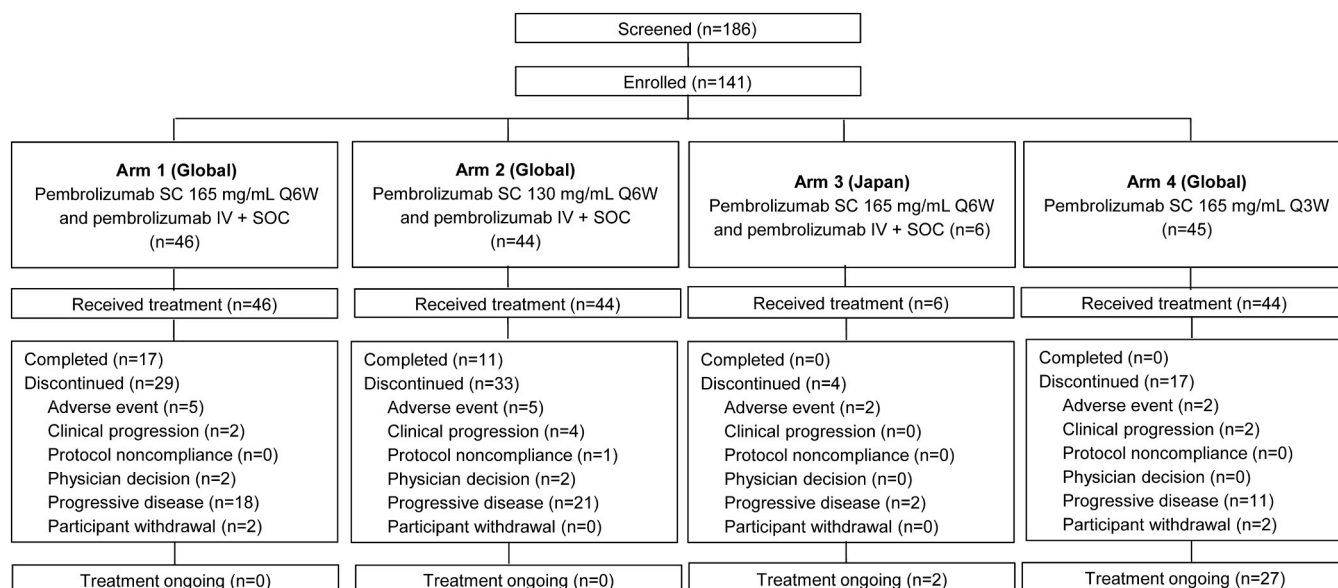 Screened (n=186)
Enrolled (n=141)
Arm 1 (Global)
Pembrolizumab SC 165 mg/mL Q6W
and pembrolizumab IV + SOC
(n=46)
Arm 2 (Global)
Pembrolizumab SC 130 mg/mL Q6W
and pembrolizumab IV + SOC
(n=44)
Arm 3 (Japan)
Pembrolizumab SC 165 mg/mL Q6W
and pembrolizumab IV + SOC (n=6)
Arm 4 (Global)
Pembrolizumab SC 165 mg/mL Q3W
(n=45)
Received treatment (n=46)
Received treatment (n=44)
Received treatment (n=6)
Received treatment (n=44)
Completed (n=17)
Discontinued (n=29)
Adverse event (n=5)
Clinical progression (n=2)
Protocol noncompliance (n=0)
Physician decision (n=2)
Progressive disease (n=18)
Participant withdrawal (n=2)
Completed (n=11)
Discontinued (n=33)
Adverse event (n=5)
Clinical progression (n=4)
Protocol noncompliance (n=1)
Physician decision (n=2)
Progressive disease (n=21)
Participant withdrawal (n=0)
Completed (n=0)
Discontinued (n=4)
Adverse event (n=2)
Clinical progression (n=0)
Protocol noncompliance (n=0)
Physician decision (n=0)
Progressive disease (n=2)
Participant withdrawal (n=0)
Completed (n=0)
Discontinued (n=17)
Adverse event (n=2)
Clinical progression (n=2)
Protocol noncompliance (n=0)
Physician decision (n=0)
Progressive disease (n=11)
Participant withdrawal (n=2)
Treatment ongoing (n=0)
Treatment ongoing (n=0)
Treatment ongoing (n=2)
Treatment ongoing (n=27)